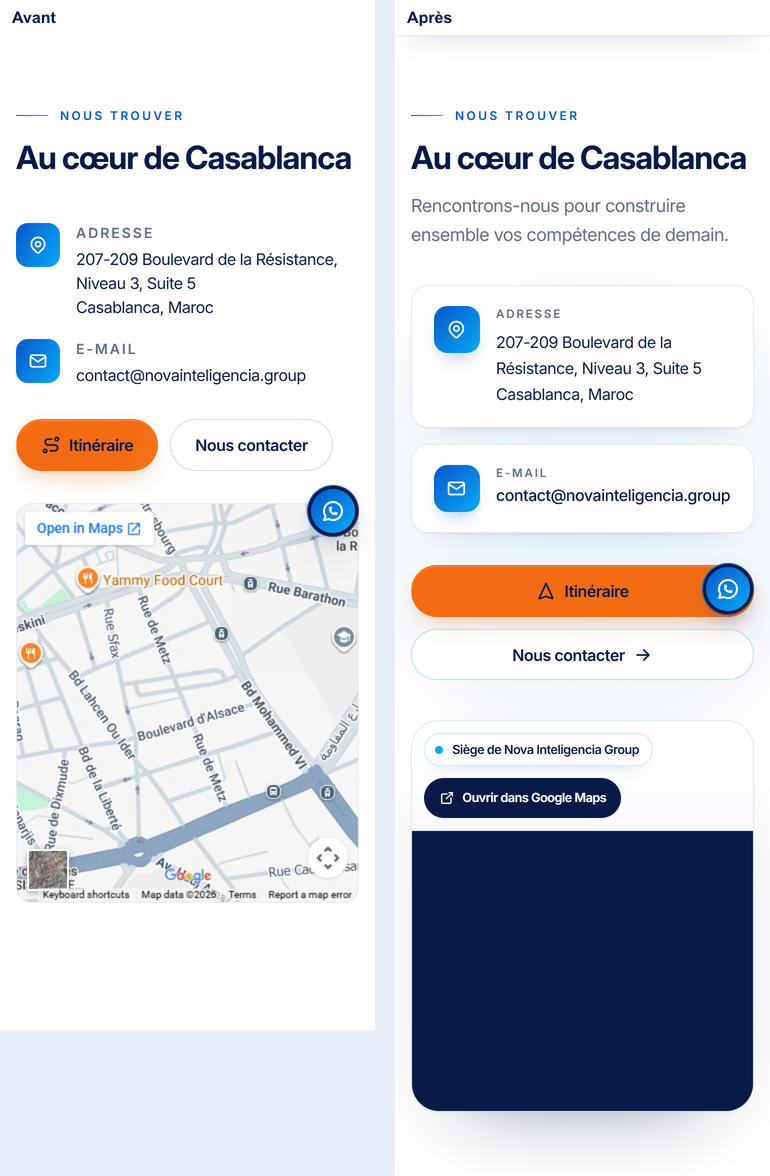 Avant
NOUS TROUVER
Au cœur de Casablanca
ADRESSE
207-209 Boulevard de la Résistance,
Niveau 3, Suite 5
Casablanca, Maroc
E-MAIL
contact@novainteligencia.group
Itinéraire
Nous contacter
Open in Maps
Yammy Food Court
Rue Barathon
Rue Sfax
Rue de Metz
Bd Lahcen Ou Ider
Boulevard d'Alsace
Bd Mohammed VI
Rue de Metz
Bd de la Liberté
Rue de Dixmude
Google
Keyboard shortcuts
Map data ©2026
Terms
Report a map error
Après
NOUS TROUVER
Au cœur de Casablanca
Rencontrons-nous pour construire
ensemble vos compétences de demain.
ADRESSE
207-209 Boulevard de la
Résistance, Niveau 3, Suite 5
Casablanca, Maroc
E-MAIL
contact@novainteligencia.group
Itinéraire
Nous contacter
Siège de Nova Inteligencia Group
Ouvrir dans Google Maps